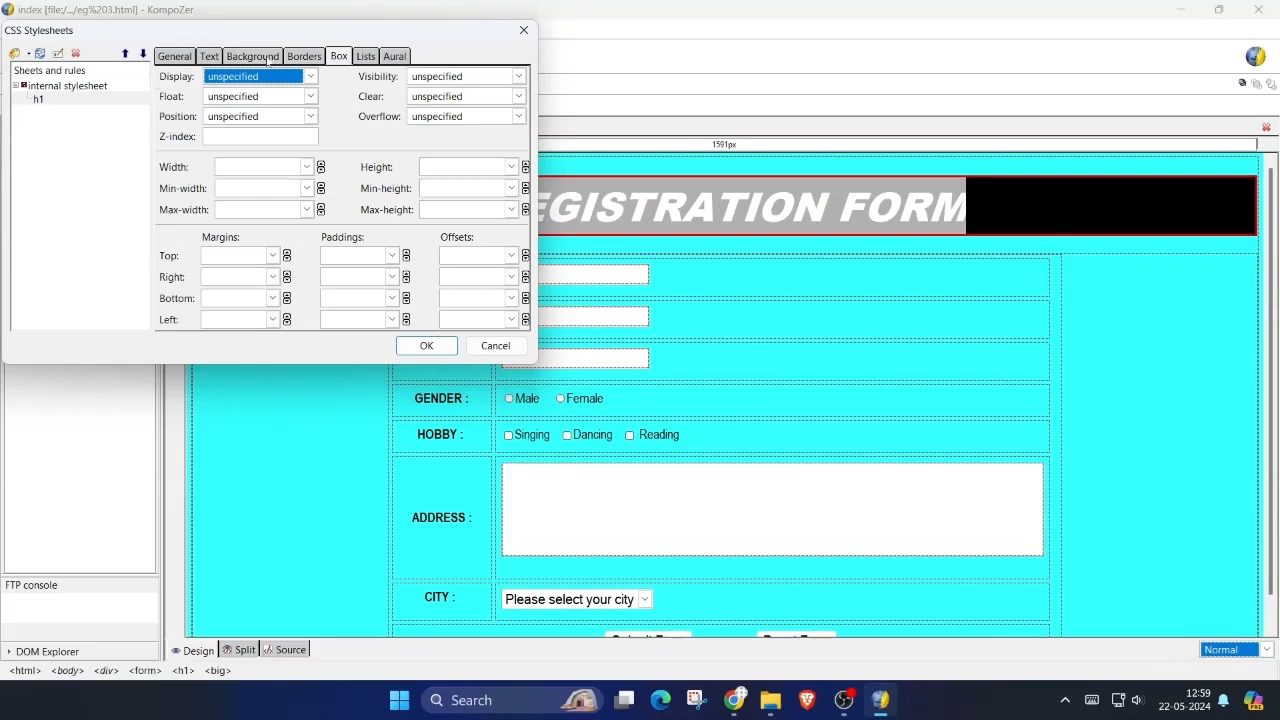 index [file:/.../eg%203.html] - KompoZer
CSS Stylesheets
General Text Background Borders Box Lists Aural
Sheets and rules
internal stylesheet
h1
Display: unspecified Visibility: unspecified
Float: unspecified Clear: unspecified
Position: unspecified Overflow: unspecified
Z-index:
Width: Height:
Min-width: Min-height:
Max-width: Max-height:
Margins: Paddings: Offsets:
Top:
Right:
Bottom:
Left:
OK Cancel
1591px
EGISTRATION FORM
GENDER : Male Female
HOBBY : Singing Dancing Reading
ADDRESS :
CITY : Please select your city
FTP console
DOM Explorer
Design Split Source
Normal
<html> <body> <div> <form> <h1> <big>
Search
12:59
22-05-2024